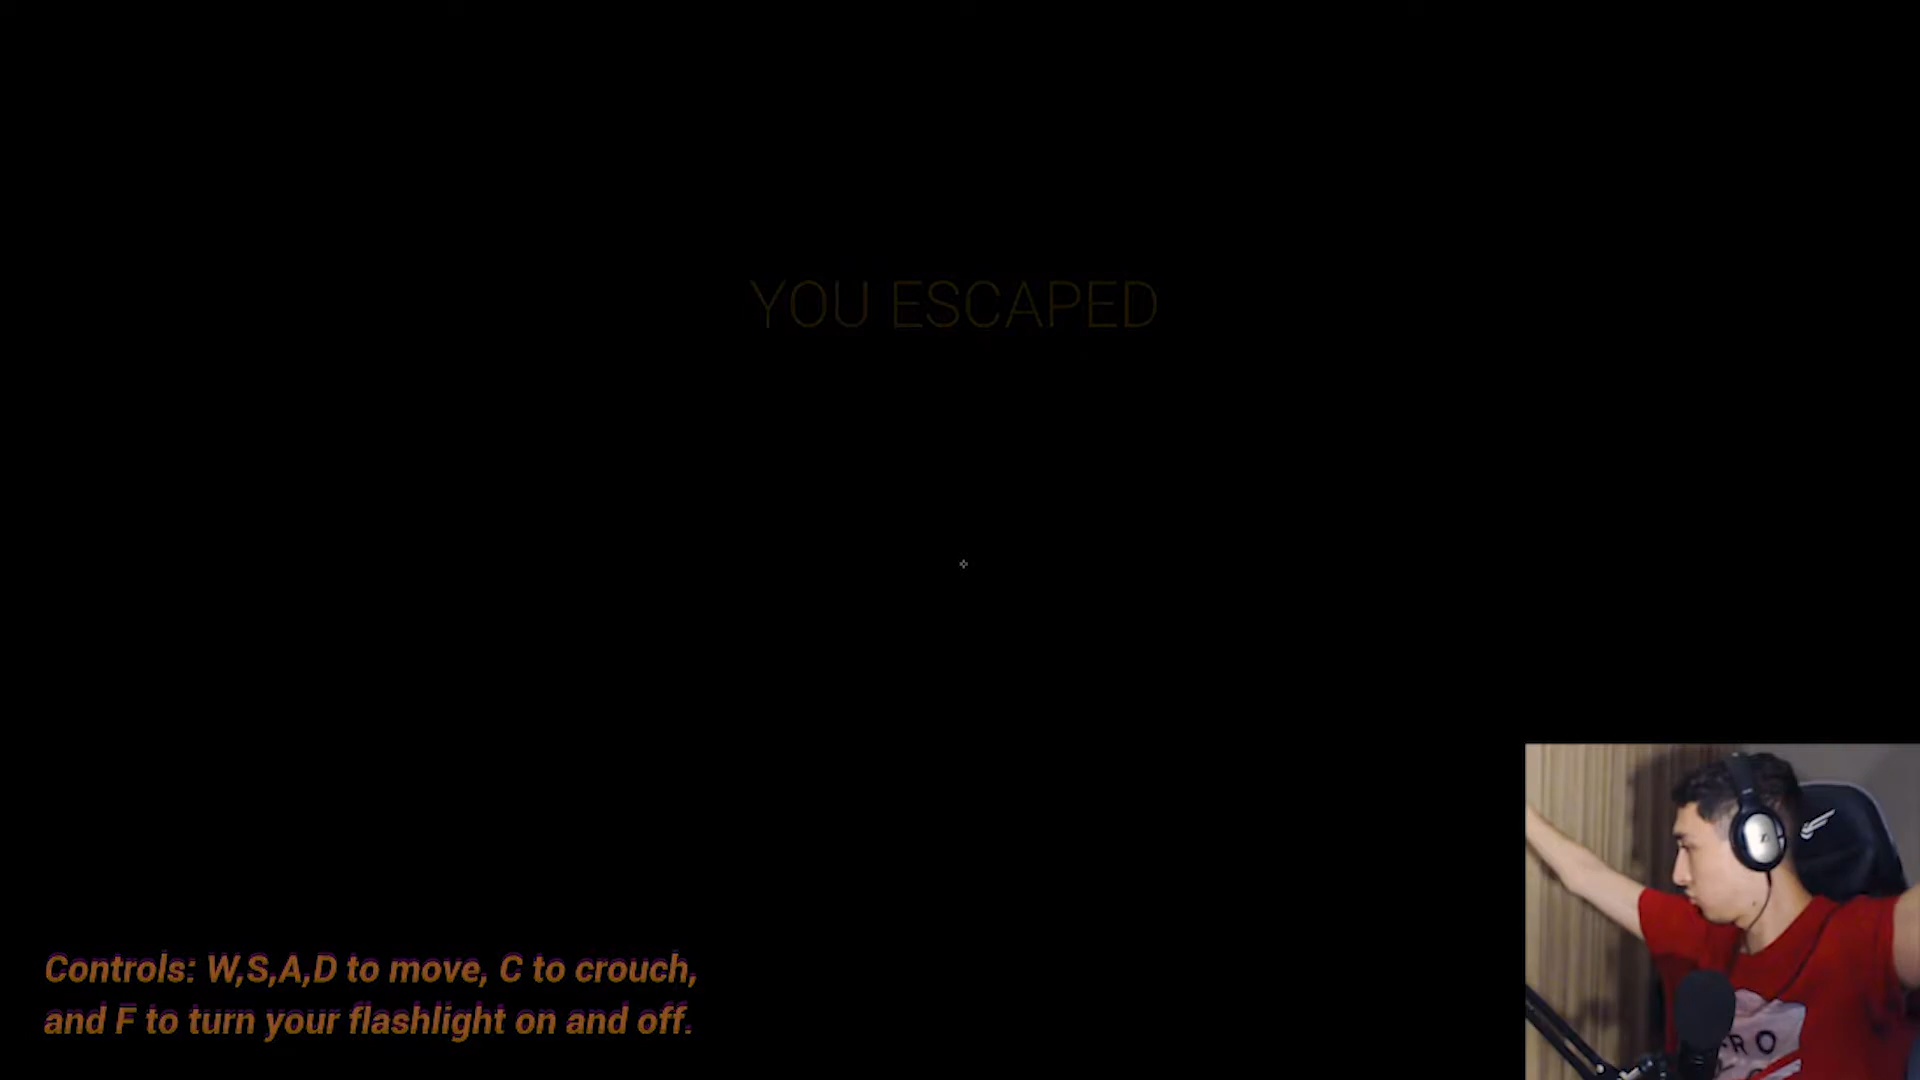 YOU ESCAPED
Controls: W,S,A,D to move, C to crouch,
and F to turn your flashlight on and off.